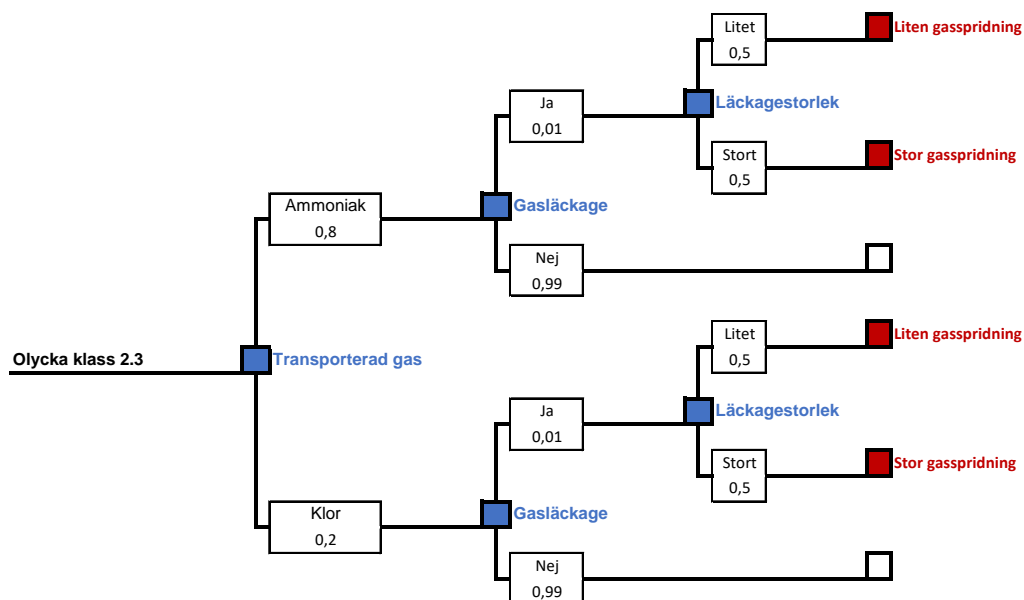 Litet
0,5
Liten gasspridning
Ja
0,01
Läckagestorlek
Stort
0,5
Stor gasspridning
Ammoniak
0,8
Gasläckage
Nej
0,99
Olycka klass 2.3
Transporterad gas
Litet
0,5
Liten gasspridning
Ja
0,01
Läckagestorlek
Stort
0,5
Stor gasspridning
Klor
0,2
Gasläckage
Nej
0,99